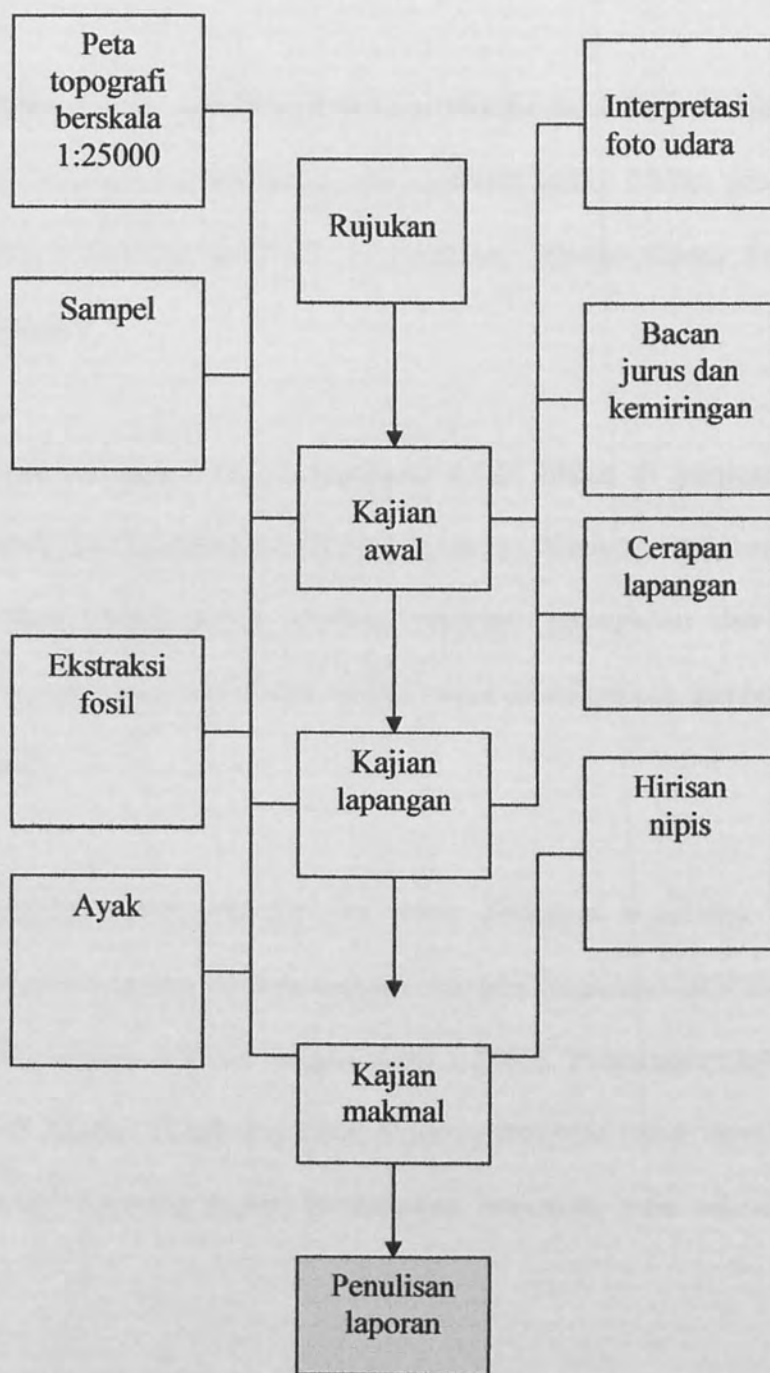 Peta
topografi
berskala
1:25000
Interpretasi
foto udara
Rujukan
Sampel
Bacan
jurus dan
kemiringan
Kajian
awal
Cerapan
lapangan
Ekstraksi
fosil
Kajian
lapangan
Hirisan
nipis
Ayak
Kajian
makmal
Penulisan
laporan